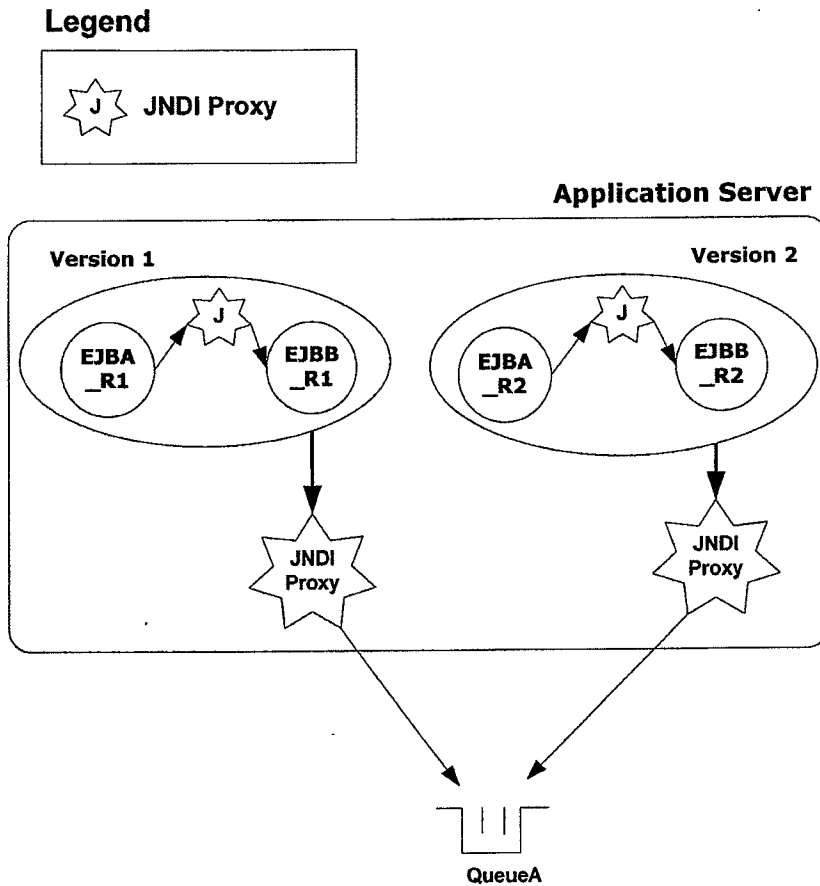 Legend
J JNDI Proxy
Application Server
Version 1
Version 2
J
EJBA
_R1
EJBB
_R1
J
EJBA
_R2
EJBB
_R2
JNDI
Proxy
JNDI
Proxy
QueueA